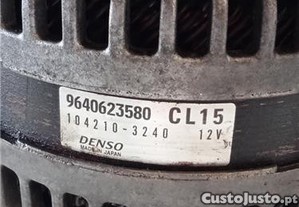 9640623580 CL15
104210-3240 12V
DENSO
MADE IN JAPAN
CustoJusto.pt